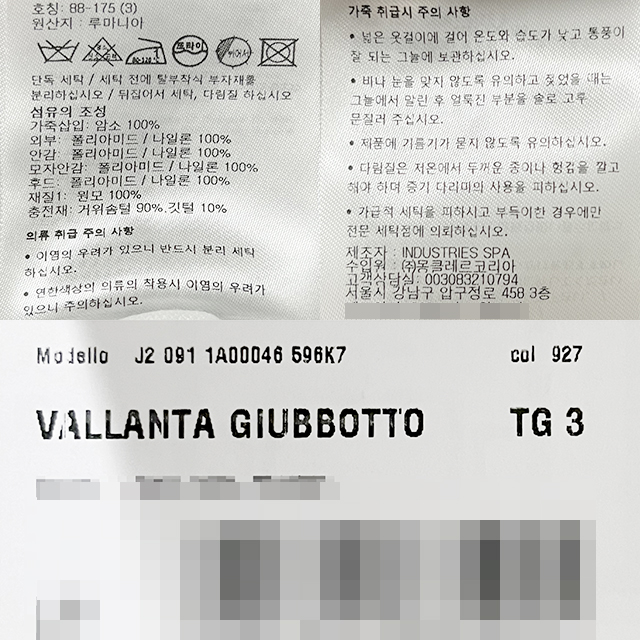 호칭: 88-175 (3)
원산지 : 루마니아
단독 세탁 / 세탁 전에 탈부착식 부자재를
분리하십시오 / 뒤집어서 세탁, 다림질 하십시오
섬유의 조성
가죽삽입: 암소 100%
외부: 폴리아미드 / 나일론 100%
안감: 폴리아미드 / 나일론 100%
모자안감: 폴리아미드 / 나일론 100%
후드: 폴리아미드 / 나일론 100%
재질1: 원모 100%
충전재: 거위솜털 90%,깃털 10%
의류 취급 주의 사항
• 이염의 우려가 있으니 반드시 분리 세탁
하십시오.
• 연한색상의 의류의 착용시 이염의 우려가
있으니 주의하십시오.
가죽 취급시 주의 사항
• 넓은 옷걸이에 걸어 온도와 습도가 낮고 통풍이
잘 되는 그늘에 보관하십시오.
• 비나 눈을 맞지 않도록 유의하고 젖었을 때는
그늘에서 말린 후 얼룩진 부분을 솔로 고루
문질러 주십시오.
• 제품에 기름기가 묻지 않도록 유의하십시오.
• 다림질은 저온에서 두꺼운 종이나 헝겊을 깔고
해야 하며 증기 다리미의 사용을 피하십시오.
• 가급적 세탁을 피하시고 부득이한 경우에만
전문 세탁점에 의뢰하십시오.
제조자 : INDUSTRIES SPA
수입원 : ㈜몽클레르코리아
고객상담실: 003083210794
서울시 강남구 압구정로 458 3층
Modello J2 091 1A00046 596K7 col 927
VALLANTA GIUBBOTTO TG 3